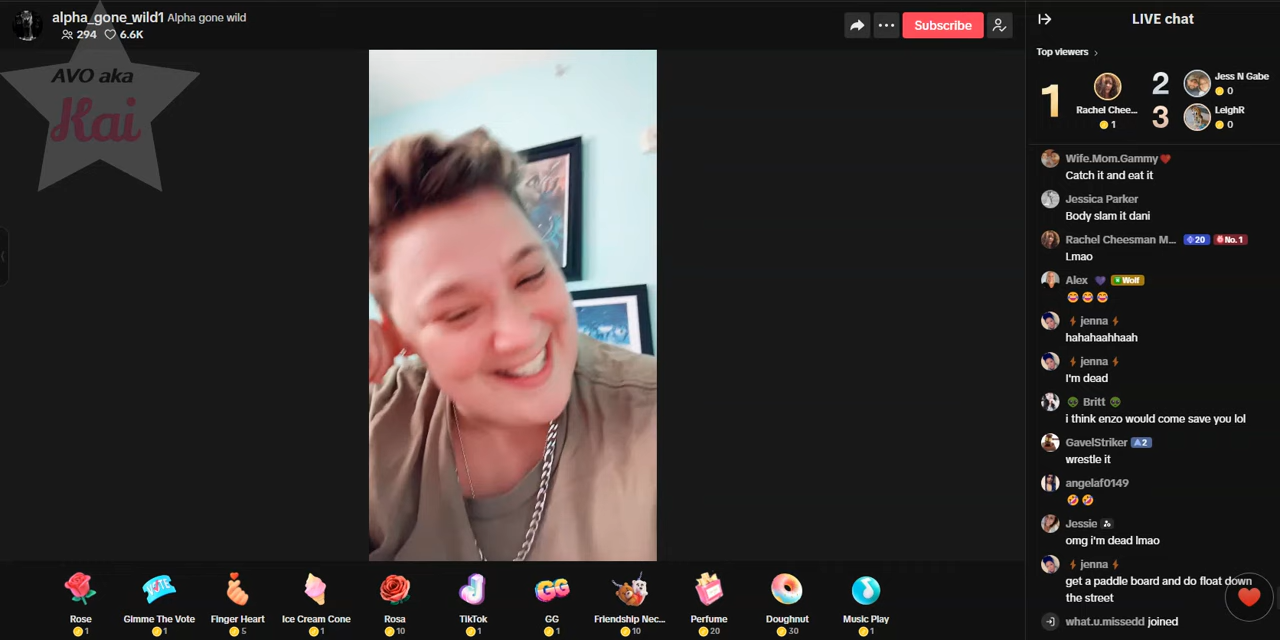 alpha_gone_wild1 Alpha gone wild
294 6.6K
Subscribe
AVO aka
Kai
LIVE chat
Top viewers
1
Rachel Chee...
1
2
Jess N Gabe
0
3
LeighR
0
Wife.Mom.Gammy
Catch it and eat it
Jessica Parker
Body slam it dani
Rachel Cheesman M... 20 No. 1
Lmao
Alex Wolf
jenna
hahahaahhaah
jenna
I'm dead
Britt
i think enzo would come save you lol
GavelStriker 2
wrestle it
angelaf0149
Jessie
omg i'm dead lmao
jenna
get a paddle board and do float down
the street
what.u.missedd joined
VOTE
GG
Rose
1
GImme The Vote
1
Finger Heart
5
Ice Cream Cone
1
Rosa
10
TikTok
1
GG
1
Friendship Nec...
10
Perfume
20
Doughnut
30
Music Play
1